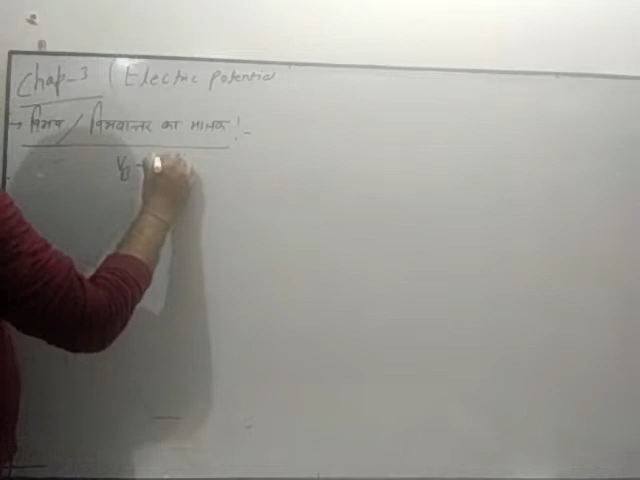 Chap-3 (Electric potential
→ विभव / विभवान्तर का मात्रक !-
V